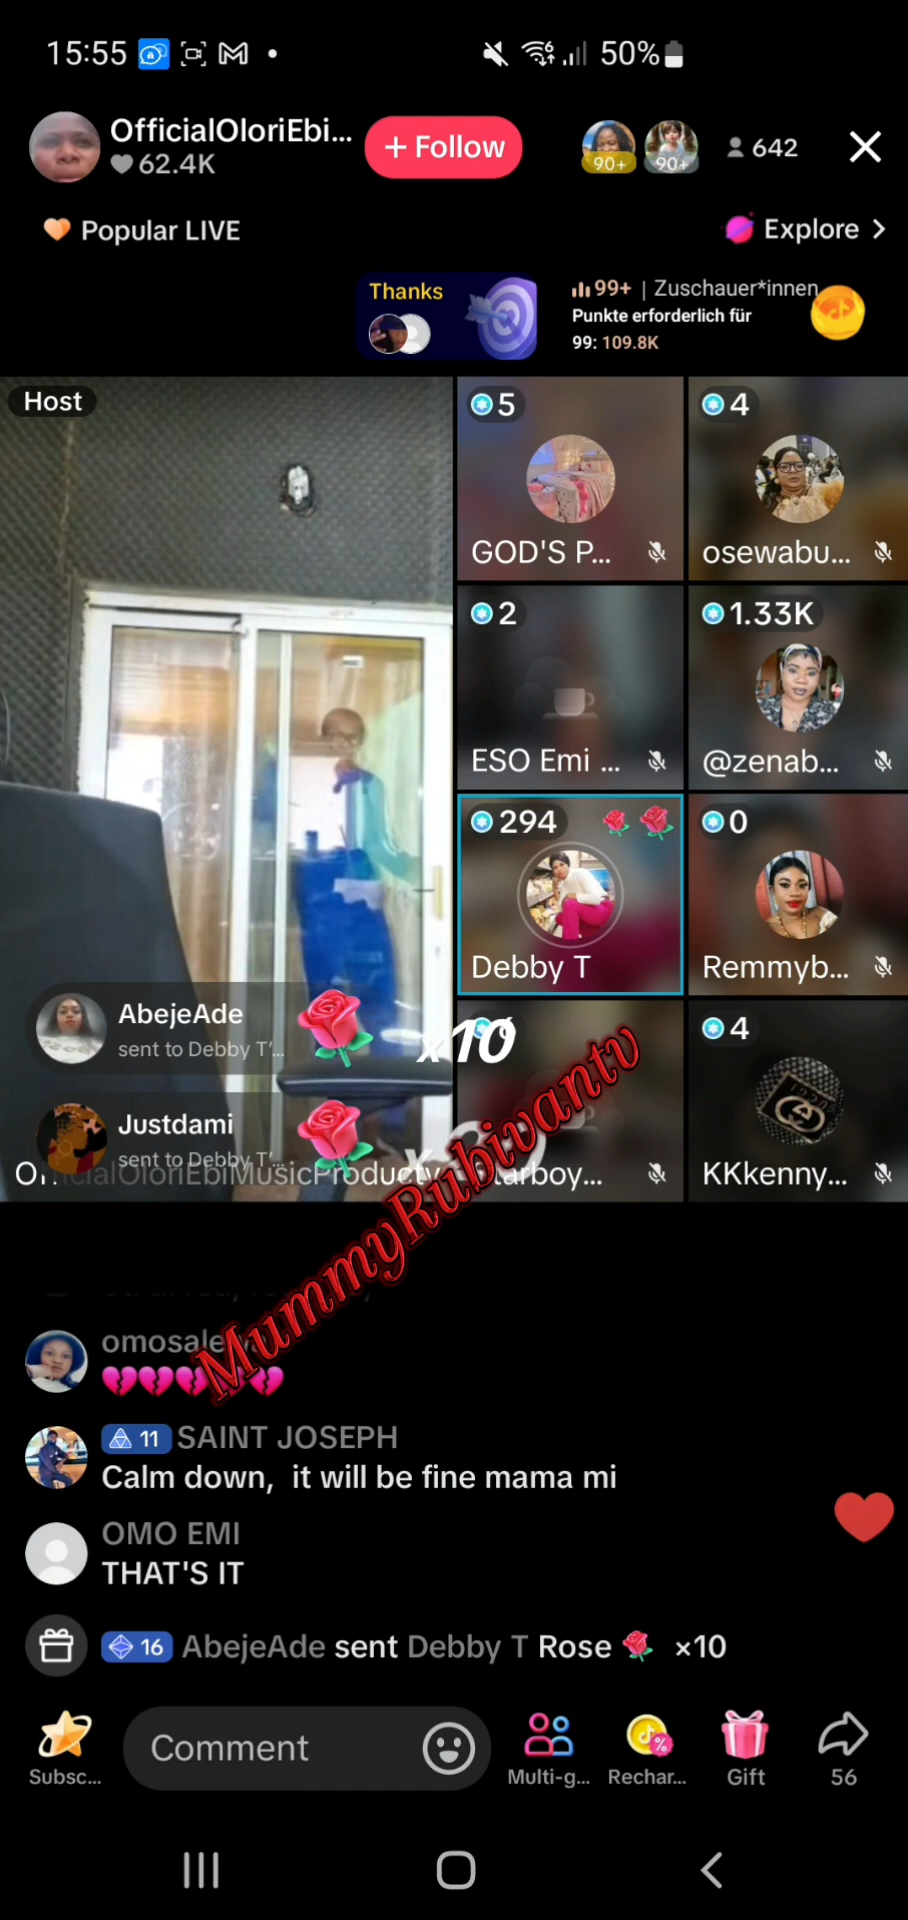 15:55
50%
OfficialOloriEbi...
62.4K
+ Follow
90+
90+
642
Popular LIVE
Explore >
Thanks
99+ | Zuschauer*innen
Punkte erforderlich für
99: 109.8K
Host
5
GOD'S P...
4
osewabu...
2
ESO Emi ...
1.33K
@zenab...
294
Debby T
0
Remmyb...
AbejeAde
sent to Debby T'...
x10
Justdami
sent to Debby T'...
4
KKkenny...
MummyRubivantv
omosale
SAINT JOSEPH
11
Calm down, it will be fine mama mi
OMO EMI
THAT'S IT
16 AbejeAde sent Debby T Rose 🌹 ×10
Subsc...
Comment
Multi-g...
Rechar...
Gift
56